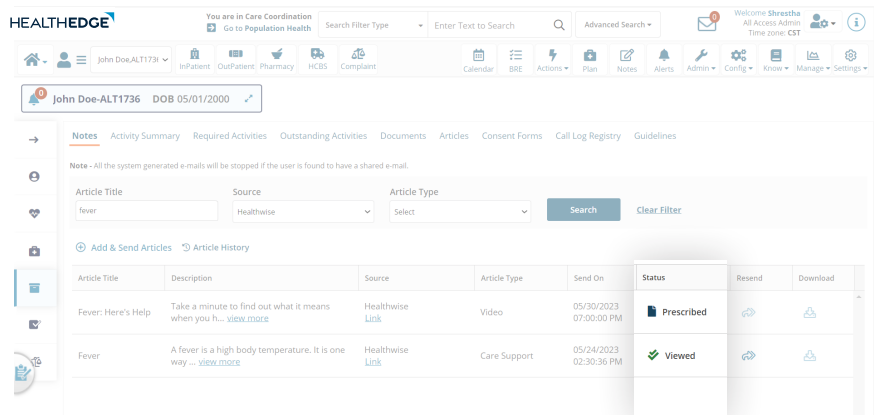 HEALTHEDGE
You are in Care Coordination
Go to Population Health
Search Filter Type
Enter Text to Search
Advanced Search
0
Welcome Shrestha
All Access Admin
Time zone: CST
John Doe,ALT173
InPatient OutPatient Pharmacy HCBS Complaint
Calendar BRE Actions Plan Notes Alerts Admin Config Know Manage Settings
0
John Doe-ALT1736 DOB 05/01/2000
Notes Activity Summary Required Activities Outstanding Activities Documents Articles Consent Forms Call Log Registry Guidelines
Note - All the system generated e-mails will be stopped if the user is found to have a shared e-mail.
Article Title Source Article Type
fever Healthwise Select Search Clear Filter
Add & Send Articles Article History
Article Title Description Source Article Type Send On Status Resend Download
Fever: Here's Help Take a minute to find out what it means when you h... view more Healthwise Link Video 05/30/2023 07:00:00 PM Prescribed
Fever A fever is a high body temperature. It is one way ... view more Healthwise Link Care Support 05/24/2023 02:30:36 PM Viewed